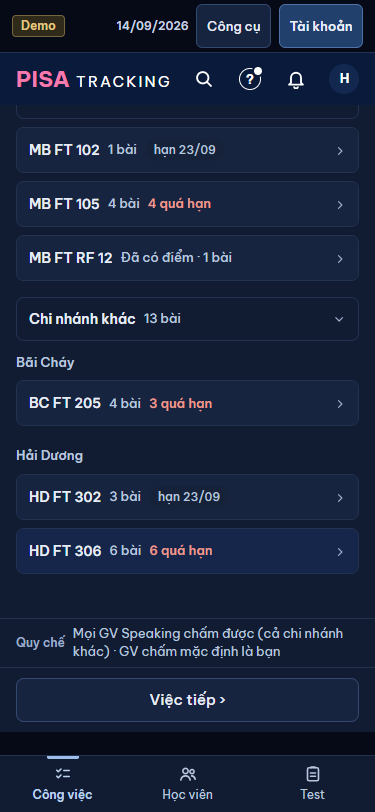 Demo 14/09/2026 Công cụ Tài khoản
PISA TRACKING ? H
MB FT 102 1 bài hạn 23/09
MB FT 105 4 bài 4 quá hạn
MB FT RF 12 Đã có điểm · 1 bài
Chi nhánh khác 13 bài
Bãi Cháy
BC FT 205 4 bài 3 quá hạn
Hải Dương
HD FT 302 3 bài hạn 23/09
HD FT 306 6 bài 6 quá hạn
Quy chế Mọi GV Speaking chấm được (cả chi nhánh
khác) · GV chấm mặc định là bạn
Việc tiếp ›
Công việc Học viên Test